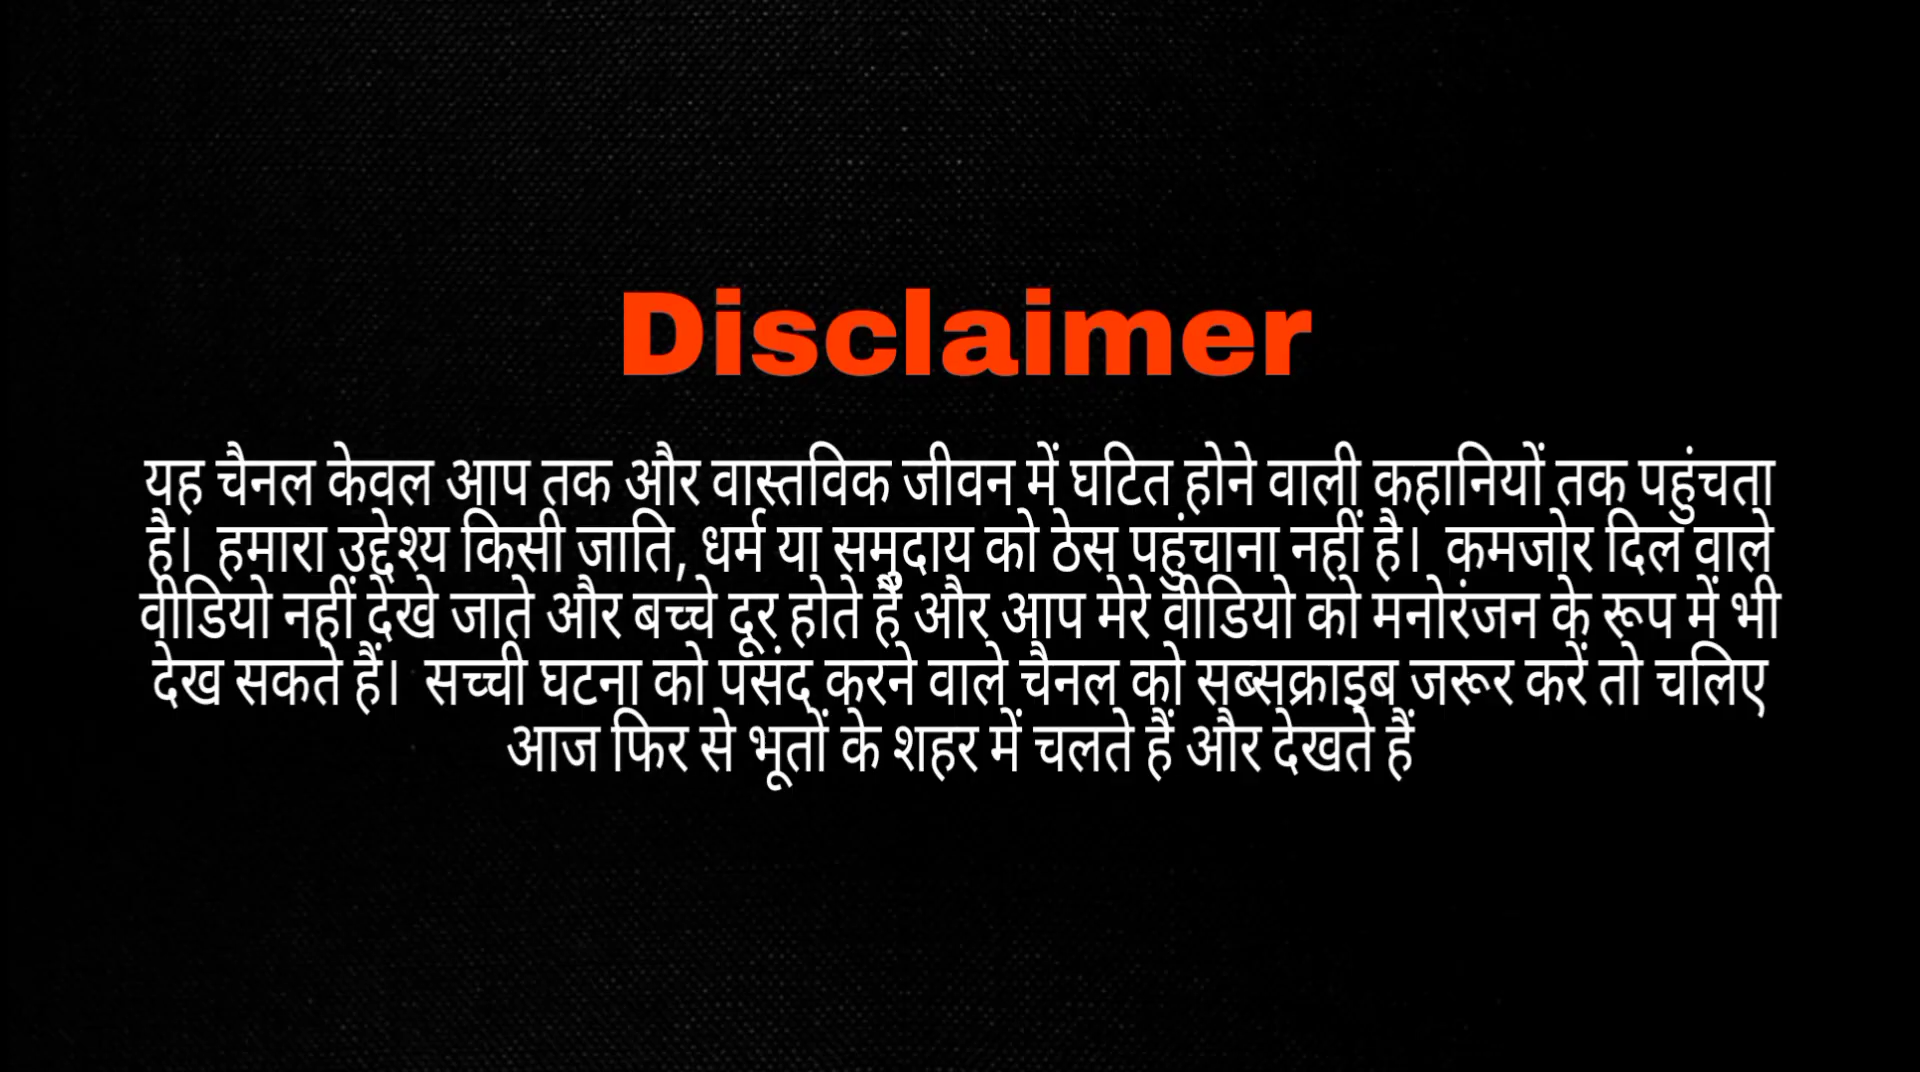 Disclaimer
यह चैनल केवल आप तक और वास्तविक जीवन में घटित होने वाली कहानियों तक पहुंचता
है। हमारा उद्देश्य किसी जाति, धर्म या समुदाय को ठेस पहुंचाना नहीं है। कमजोर दिल वाले
वीडियो नहीं देखे जाते और बच्चे दूर होते हैं और आप मेरे वीडियो को मनोरंजन के रूप में भी
देख सकते हैं। सच्ची घटना को पसंद करने वाले चैनल को सब्सक्राइब जरूर करें तो चलिए
आज फिर से भूतों के शहर में चलते हैं और देखते हैं